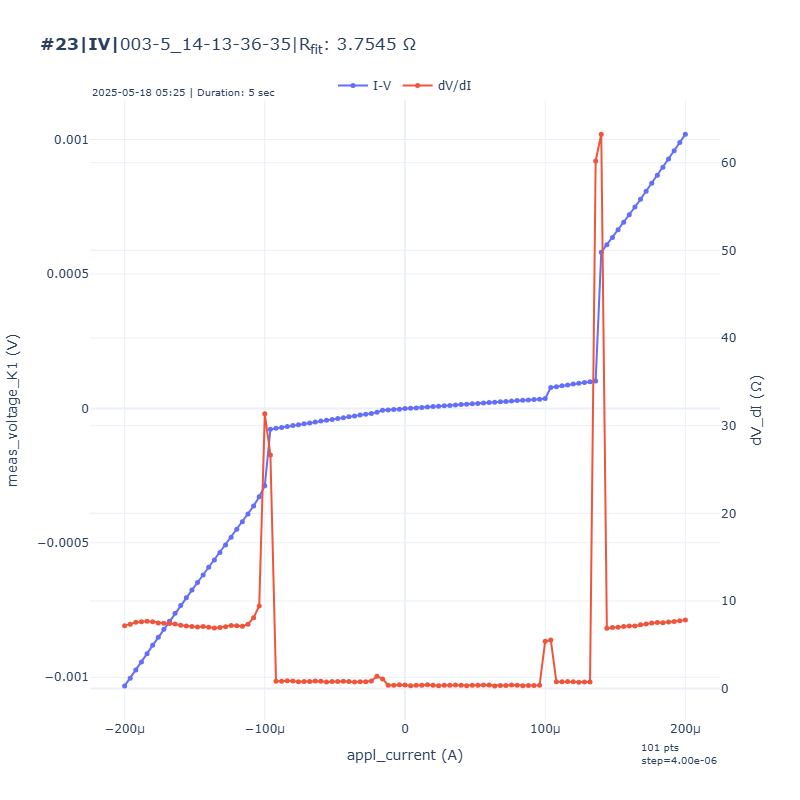 #23|IV|003-5_14-13-36-35|Rfit: 3.7545 Ω
2025-05-18 05:25 | Duration: 5 sec
I-V
dV/dI
0.001
0.0005
0
−0.0005
−0.001
meas_voltage_K1 (V)
60
50
40
30
20
10
0
dV_dI (Ω)
−200μ
−100μ
0
100μ
200μ
appl_current (A)
101 pts
step=4.00e-06